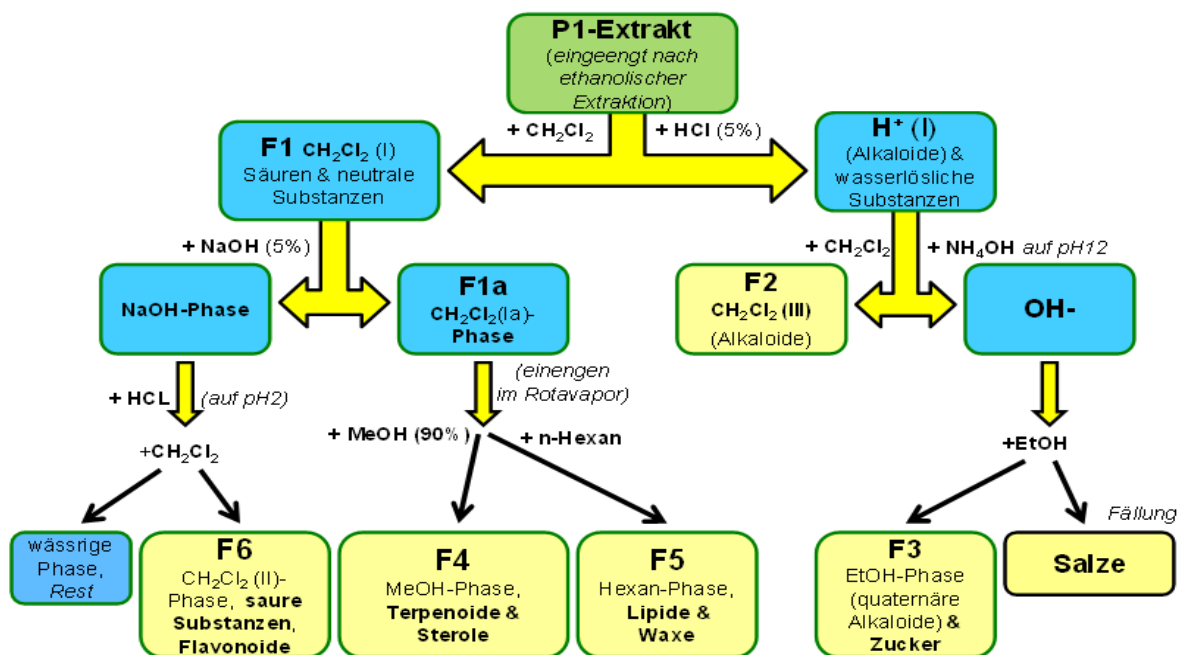 P1-Extrakt
(eingeengt nach
ethanolischer
Extraktion)
+ CH₂Cl₂
+ HCl (5%)
F1 CH₂Cl₂ (I)
Säuren & neutrale
Substanzen
H⁺ (I)
(Alkaloide) &
wasserlösliche
Substanzen
+ NaOH (5%)
+ CH₂Cl₂
+ NH₄OH auf pH12
NaOH-Phase
F1a
CH₂Cl₂(Ia)-
Phase
F2
CH₂Cl₂ (III)
(Alkaloide)
OH-
+ HCL
(auf pH2)
(einengen
im Rotavapor)
+CH₂Cl₂
+ MeOH (90%)
+ n-Hexan
+EtOH
Fällung
wässrige
Phase,
Rest
F6
CH₂Cl₂ (II)-
Phase, saure
Substanzen,
Flavonoide
F4
MeOH-Phase,
Terpenoide &
Sterole
F5
Hexan-Phase,
Lipide &
Waxe
F3
EtOH-Phase
(quaternäre
Alkaloide) &
Zucker
Salze